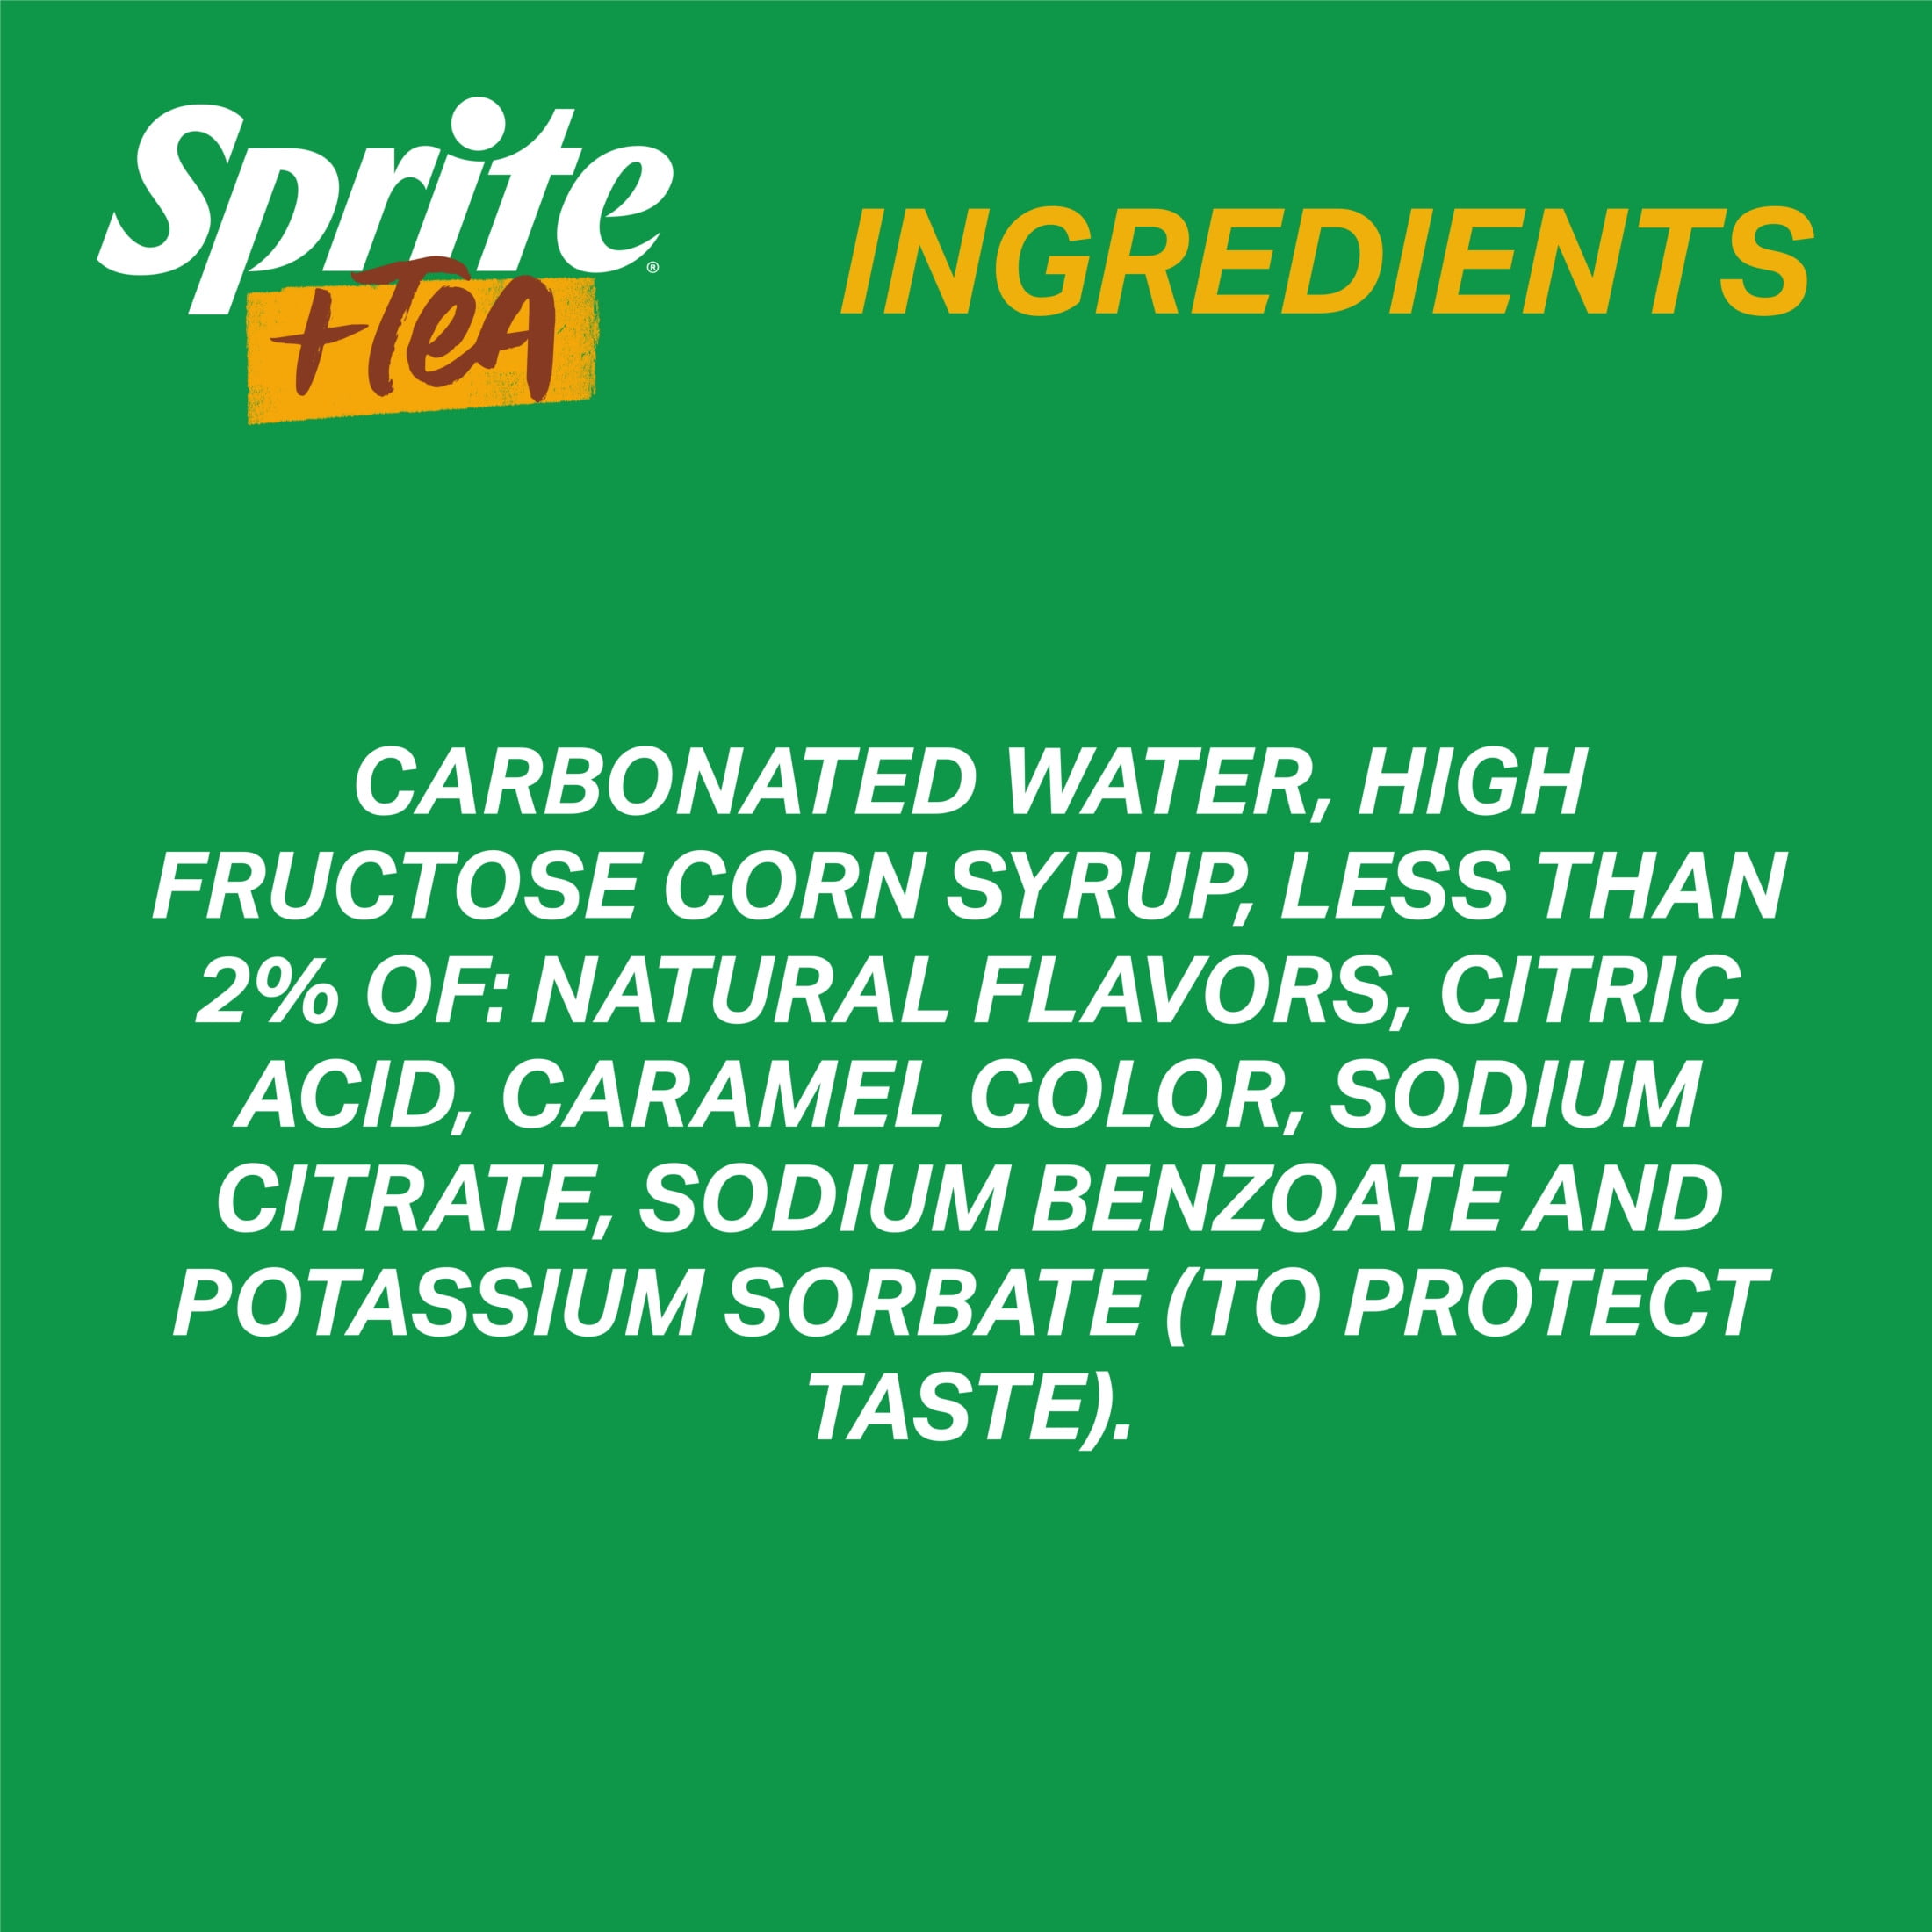 Sprite®
+TeA
INGREDIENTS
CARBONATED WATER, HIGH
FRUCTOSE CORN SYRUP, LESS THAN
2% OF: NATURAL FLAVORS, CITRIC
ACID, CARAMEL COLOR, SODIUM
CITRATE, SODIUM BENZOATE AND
POTASSIUM SORBATE (TO PROTECT
TASTE).